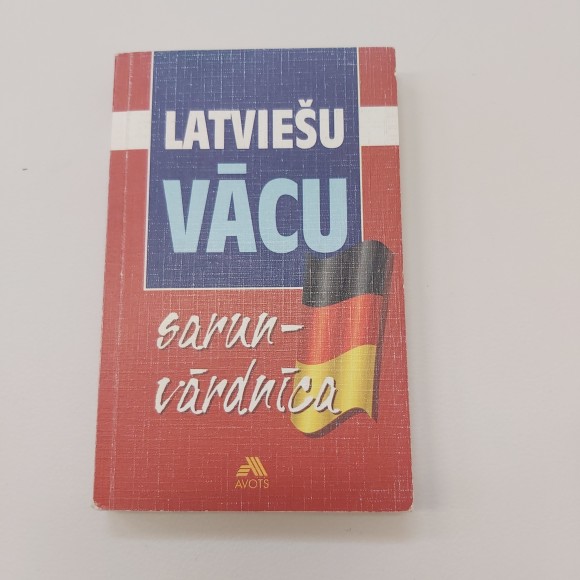 LATVIEŠU
VĀCU
sarun-
vārdnīca
AVOTS